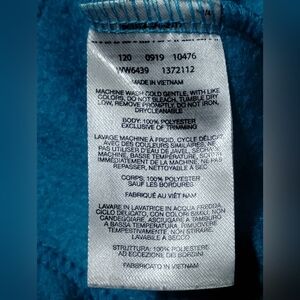 120 0919 10476
WW6439 1372112
MADE IN VIETNAM
MACHINE WASH COLD GENTLE, WITH LIKE
COLORS, DO NOT BLEACH, TUMBLE DRY
LOW, REMOVE PROMPTLY, DO NOT IRON,
DRYCLEANABLE
BODY: 100% POLYESTER
EXCLUSIVE OF TRIMMING
LAVAGE MACHINE À FROID, CYCLE DÉLICAT
AVEC DES COULEURS SIMILAIRES, NE
PAS UTILISER D'EAU DE JAVEL, SÉCHAGE
MACHINE, BASSE TEMPÉRATURE, SORTIR
IMMÉDIATEMENT DE LA MACHINE, NE PAS
REPASSER, NETTOYABLE À SEC
CORPS: 100% POLYESTER
SAUF LES BORDURES
FABRIQUÉ AU VIÊT NAM
LAVARE IN LAVATRICE IN ACQUA FREDDA,
CICLO DELICATO, CON COLORI SIMILI, NON
CANDEGGIARE, ASCIUGARE A TAMBURO
A BASSA TEMPERATURA, RIMUOVERE
TEMPESTIVAMENTE, NON STIRARE,
LAVABILE A SECCO
STRUTTURA: 100% POLIESTERE
AD ECCEZIONE DEI BORDINI
FABBRICATO IN VIETNAM